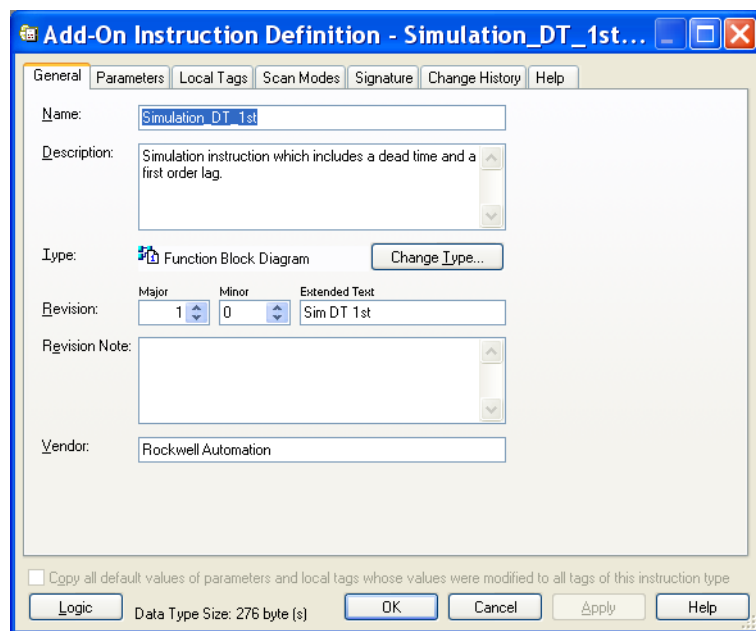 Add-On Instruction Definition - Simulation_DT_1st...
General Parameters Local Tags Scan Modes Signature Change History Help
Name: Simulation_DT_1st
Description: Simulation instruction which includes a dead time and a
first order lag.
Type: Function Block Diagram Change Type...
Major Minor Extended Text
Revision: 1 0 Sim DT 1st
Revision Note:
Vendor: Rockwell Automation
Copy all default values of parameters and local tags whose values were modified to all tags of this instruction type
Logic Data Type Size: 276 byte (s) OK Cancel Apply Help